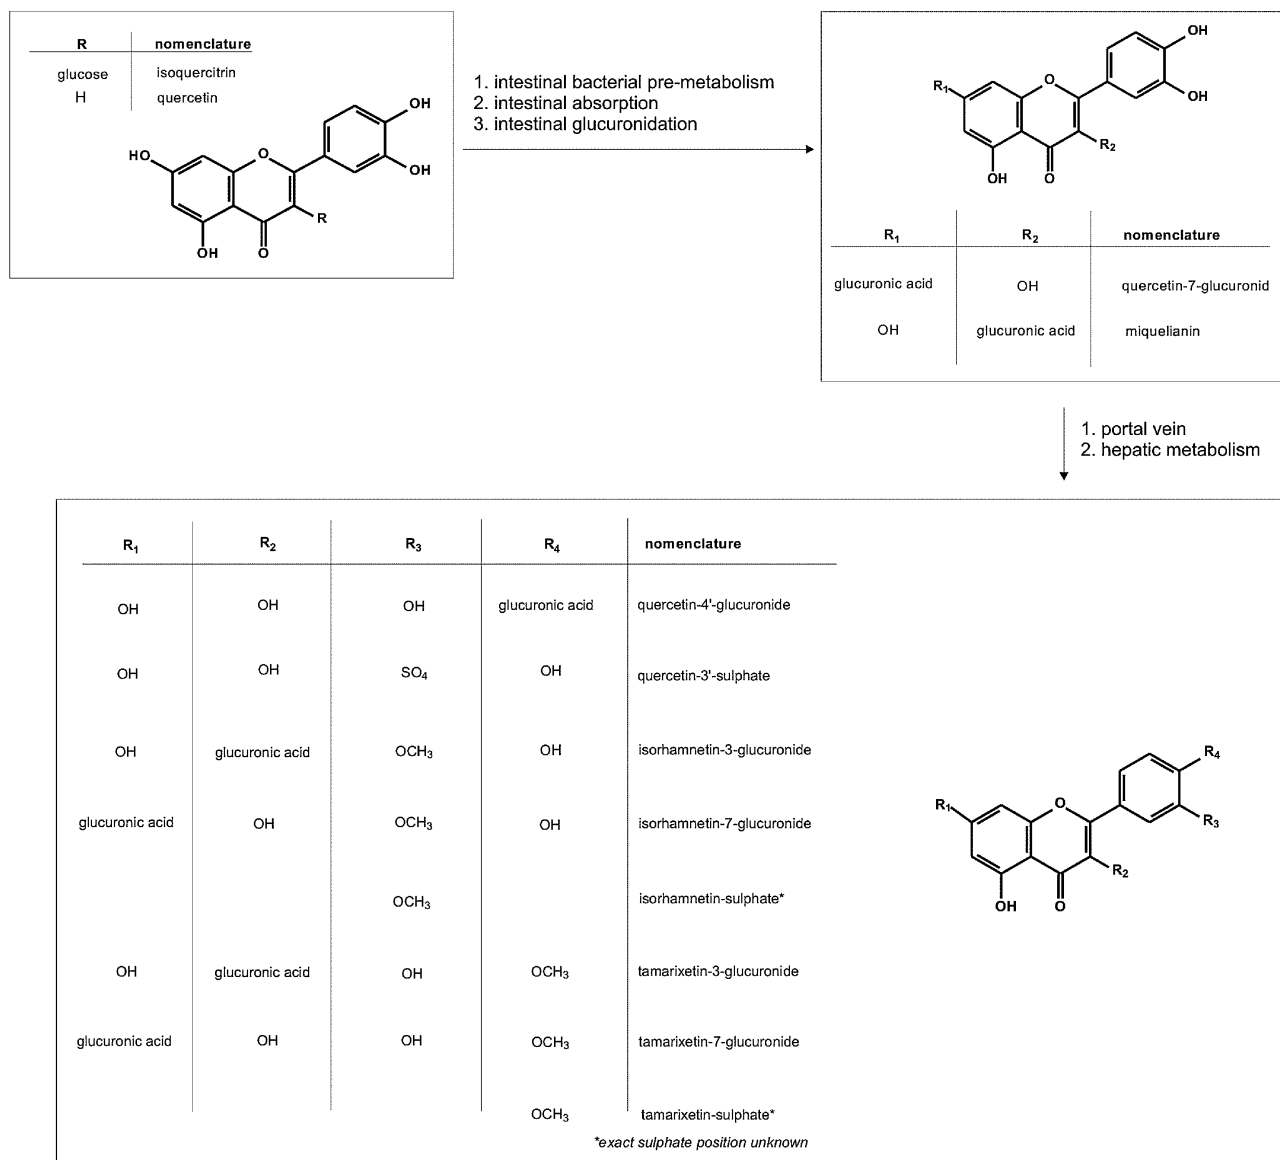 R nomenclature
glucose isoquercitrin
H quercetin
OH
HO O
OH
R
OH O
1. intestinal bacterial pre-metabolism
2. intestinal absorption
3. intestinal glucuronidation
OH
R1 O
OH
R2
OH O
R1 R2 nomenclature
glucuronic acid OH quercetin-7-glucuronid
OH glucuronic acid miquelianin
1. portal vein
2. hepatic metabolism
R1 R2 R3 R4 nomenclature
OH OH OH glucuronic acid quercetin-4'-glucuronide
OH OH SO4 OH quercetin-3'-sulphate
OH glucuronic acid OCH3 OH isorhamnetin-3-glucuronide
glucuronic acid OH OCH3 OH isorhamnetin-7-glucuronide
OCH3 isorhamnetin-sulphate*
OH glucuronic acid OH OCH3 tamarixetin-3-glucuronide
glucuronic acid OH OH OCH3 tamarixetin-7-glucuronide
OCH3 tamarixetin-sulphate*
*exact sulphate position unknown
R4
R1 O
R3
R2
OH O